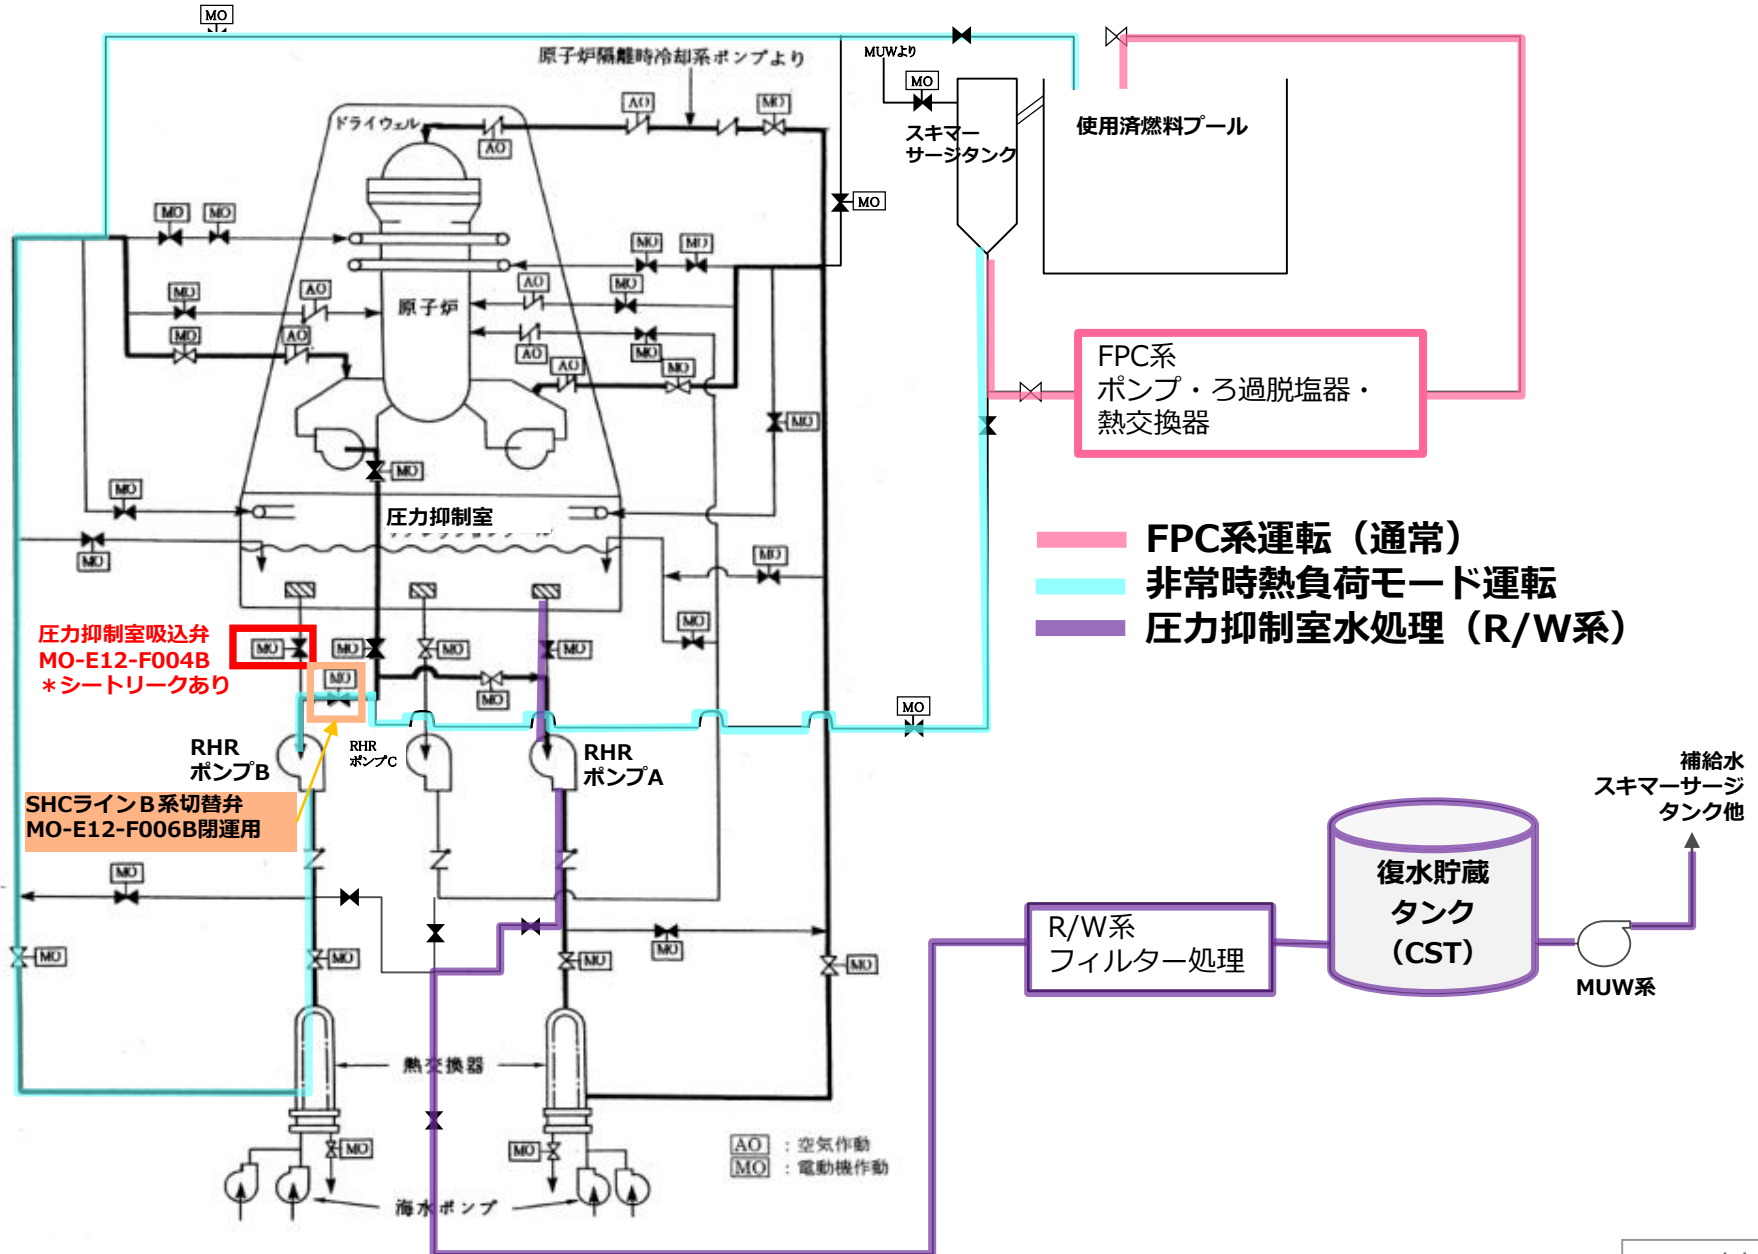 MO
原子炉隔離時冷却系ポンプより
MUWより
MO
AO
MO
ドライウェル
AO
スキマー
サージタンク
使用済燃料プール
MO
MO
MO
MO
MO
MO
AO
AO
MO
原子炉
MO
AO
AO
MO
AO
MO
FPC系
ポンプ・ろ過脱塩器・
熱交換器
MO
MO
MO
圧力抑制室
MO
MO
FPC系運転（通常）
非常時熱負荷モード運転
圧力抑制室水処理（R/W系）
圧力抑制室吸込弁
MO-E12-F004B
＊シートリークあり
MO
MO
MO
MO
MO
MO
MO
MO
RHR
ポンプB
RHR
ポンプC
RHR
ポンプA
SHCラインB系切替弁
MO-E12-F006B閉運用
補給水
スキマーサージ
タンク他
MO
復水貯蔵
タンク
（CST）
R/W系
フィルター処理
MUW系
MO
MO
MO
MO
MO
熱交換器
MO
MO
海水ポンプ
AO ：空気作動
MO ：電動機作動